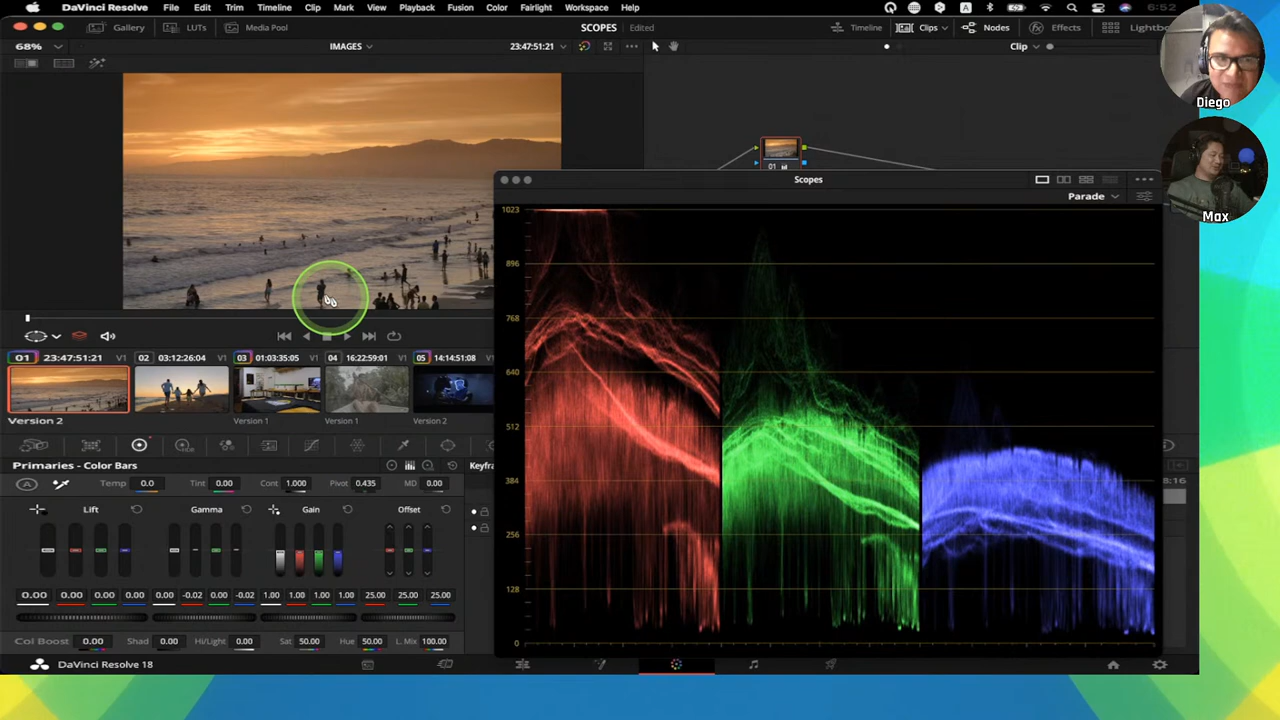 DaVinci Resolve File Edit Trim Timeline Clip Mark View Playback Fusion Color Fairlight Workspace Help A 6:52
Gallery LUTs Media Pool SCOPES Edited Timeline Clips Nodes Effects Lightb
68% IMAGES 23:47:51:21 Clip
Diego
Max
01
Scopes
Parade
1023
896
768
640
512
384
256
128
0
01 23:47:51:21 V1 02 03:12:26:04 V1 03 01:03:35:05 V1 04 16:22:59:01 V1 05 14:14:51:08 V1
Version 2 Version 1 Version 1 Version 2
Primaries - Color Bars Keyfra
A Temp 0.0 Tint 0.00 Cont 1.000 Pivot 0.435 MD 0.00
8:16
Lift Gamma Gain Offset
0.00 0.00 0.00 0.00 0.00 -0.02 0.00 -0.02 1.00 1.00 1.00 1.00 25.00 25.00 25.00
Col Boost 0.00 Shad 0.00 Hi/Light 0.00 Sat 50.00 Hue 50.00 L. Mix 100.00
DaVinci Resolve 18